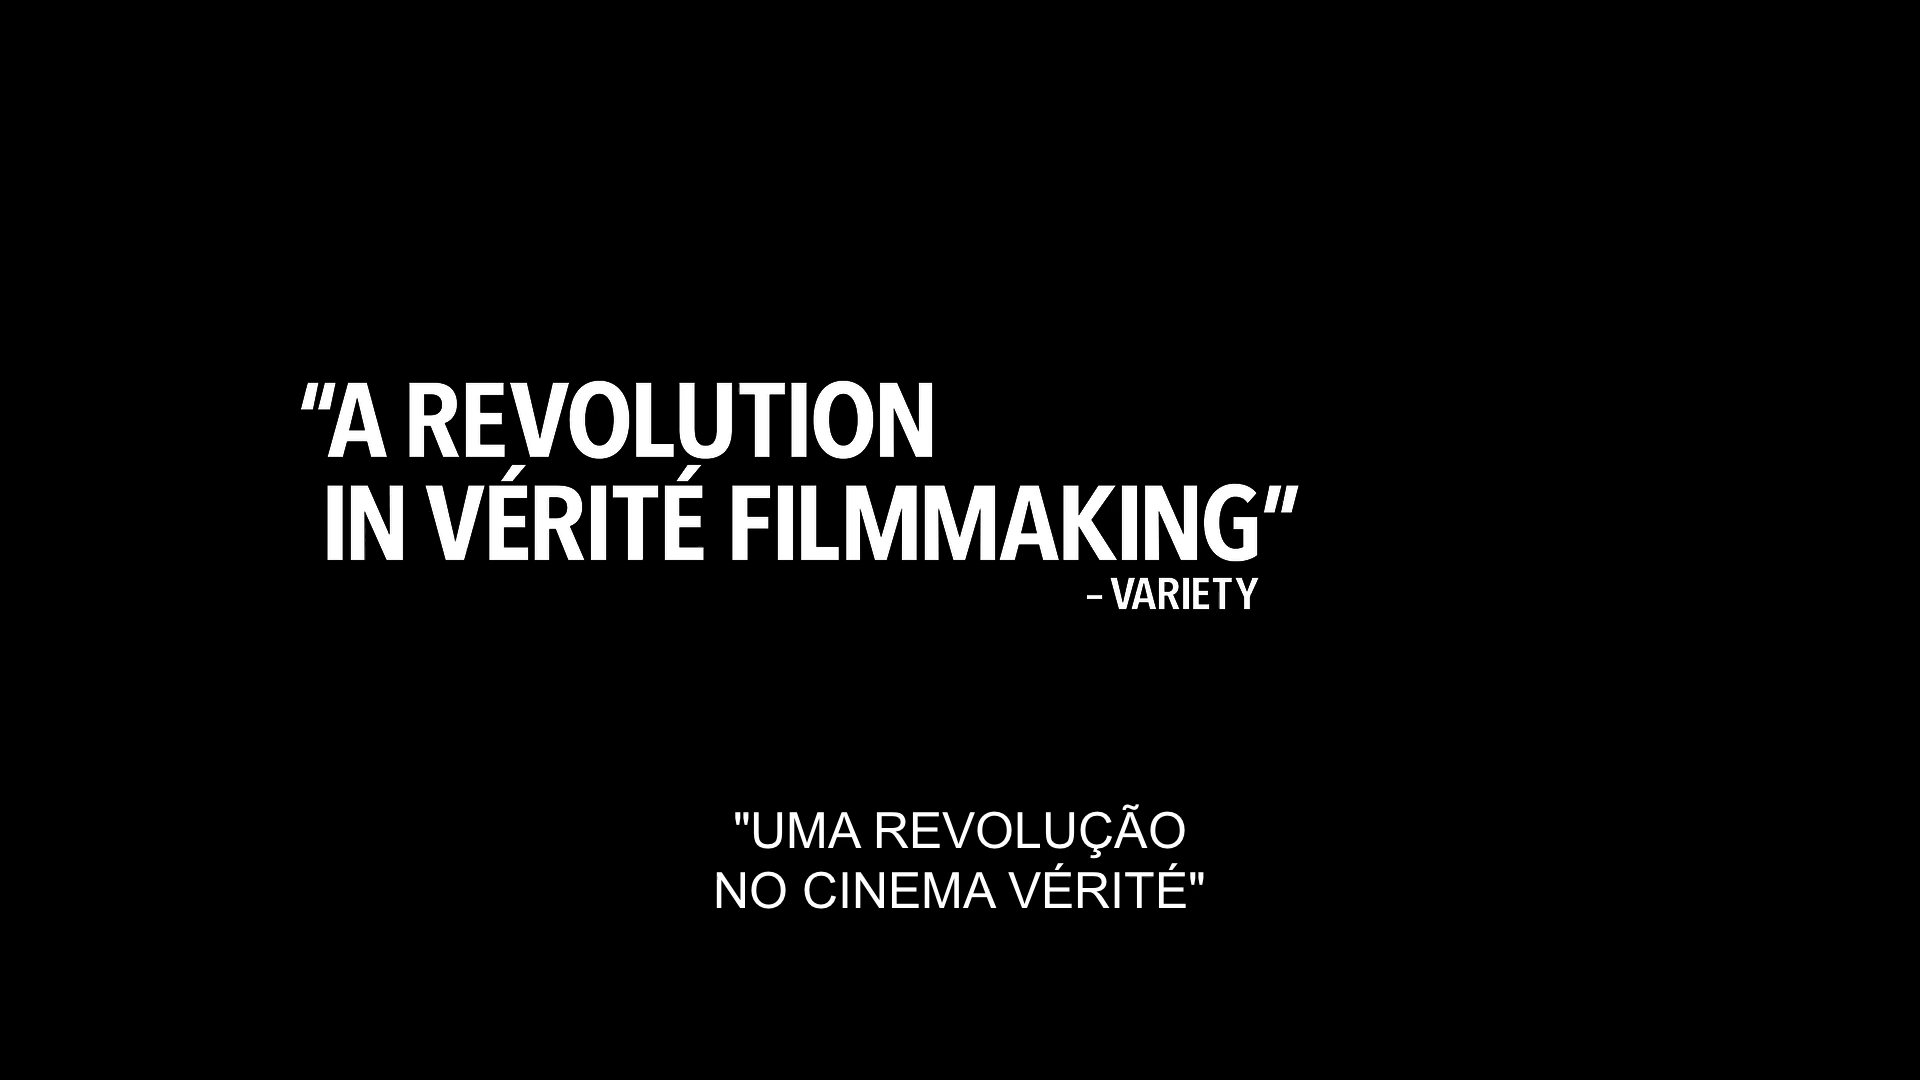 “A REVOLUTION
IN VÉRITÉ FILMMAKING”
– VARIETY
"UMA REVOLUÇÃO
NO CINEMA VÉRITÉ"